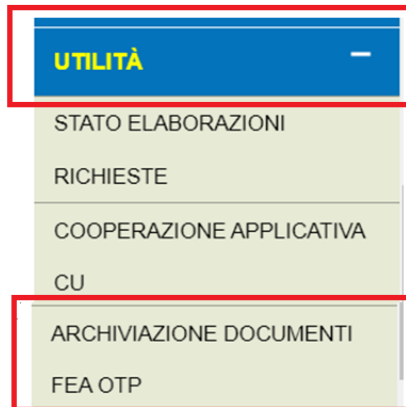 UTILITÀ
STATO ELABORAZIONI
RICHIESTE
COOPERAZIONE APPLICATIVA
CU
ARCHIVIAZIONE DOCUMENTI
FEA OTP